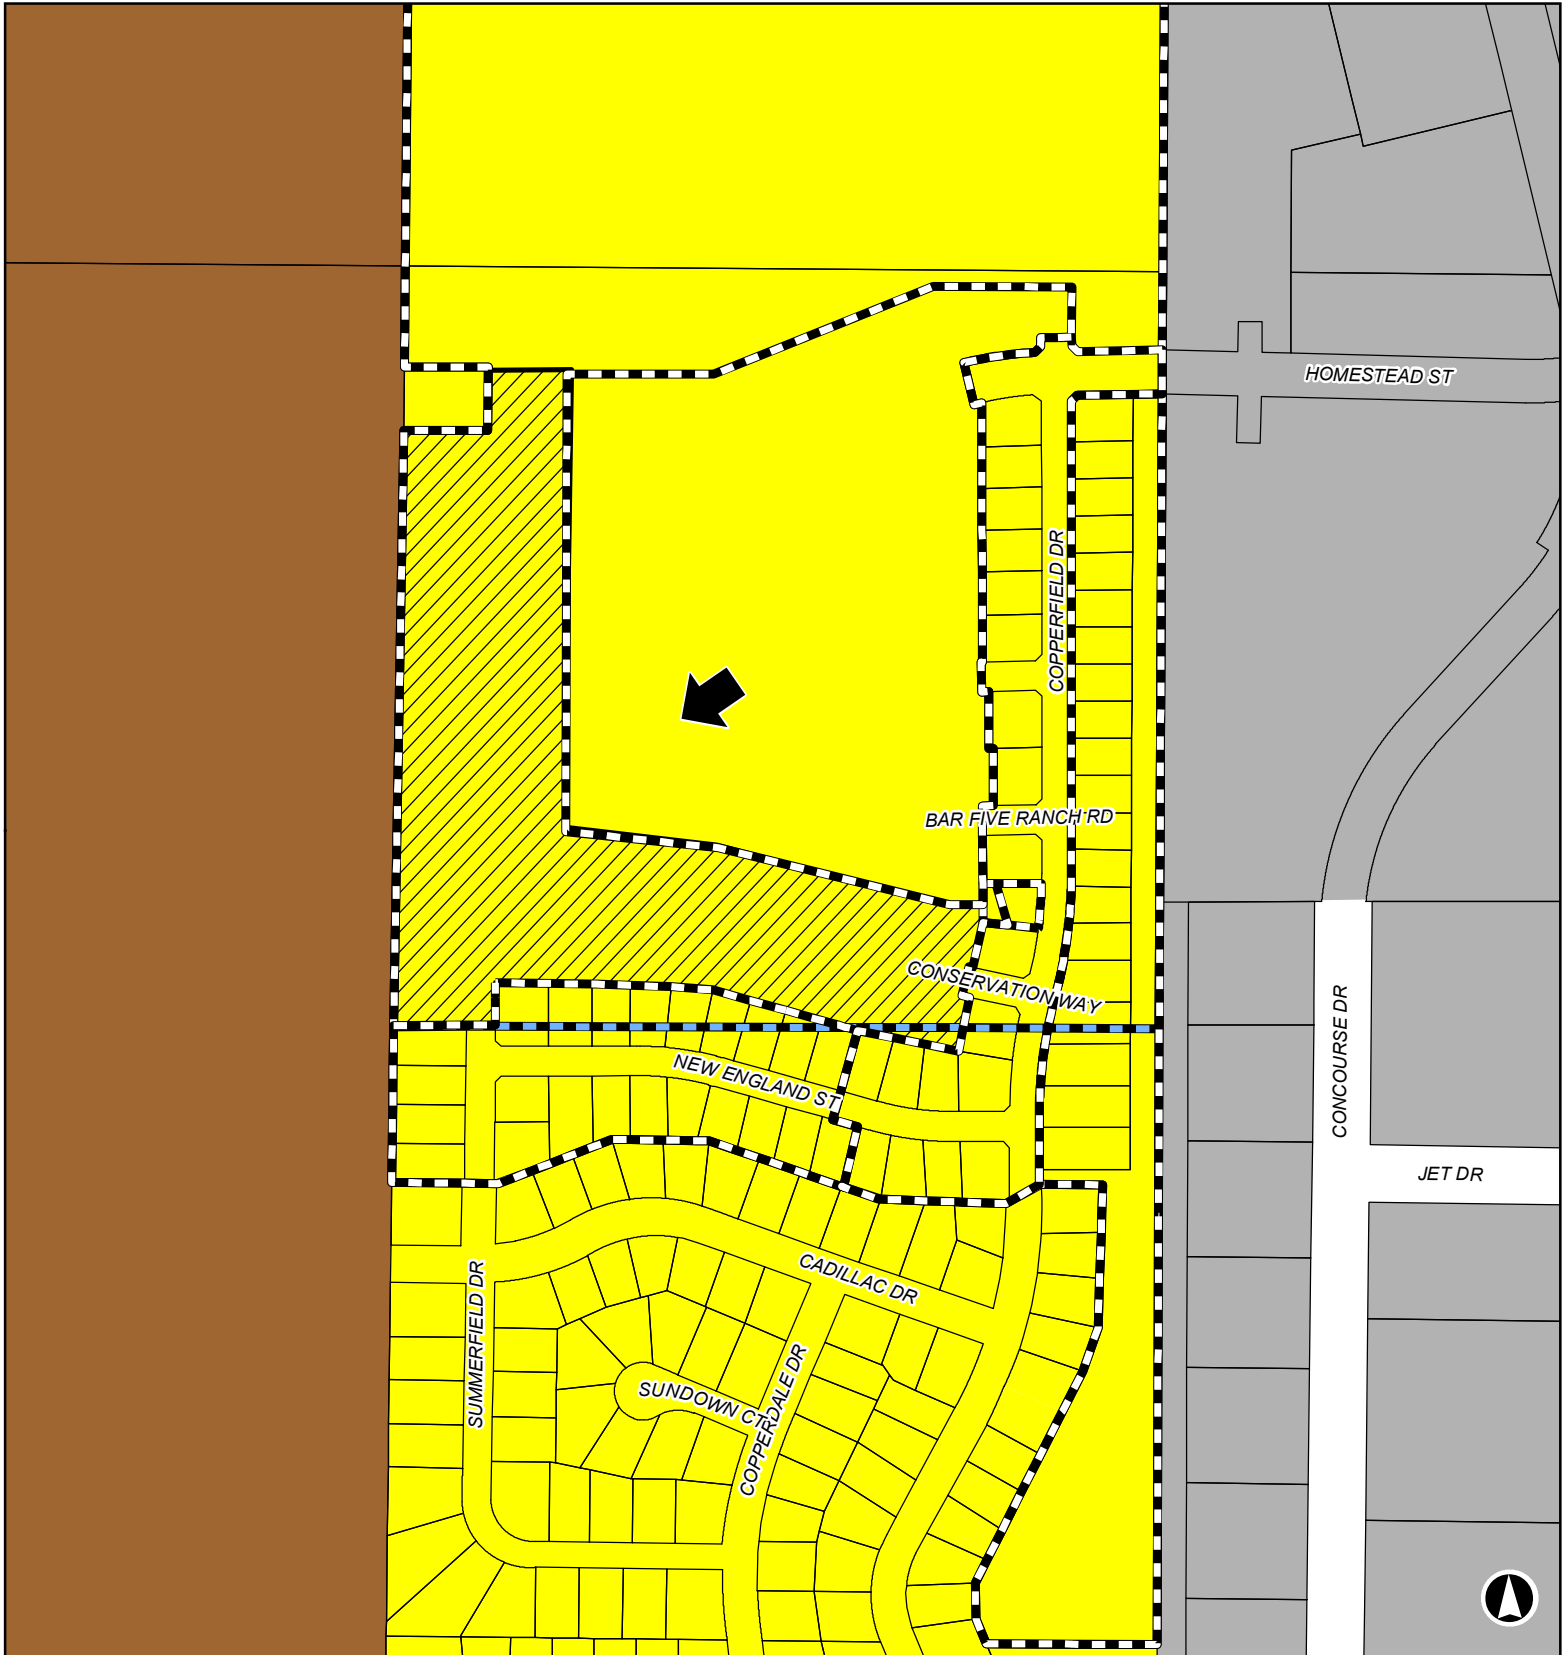 HOMESTEAD ST
COPPERFIELD DR
BAR FIVE RANCH RD
CONSERVATION WAY
CONCOURSE DR
NEW ENGLAND ST
JET DR
CADILLAC DR
SUMMERFIELD DR
SUNDOWN CT
COPPERDALE DR